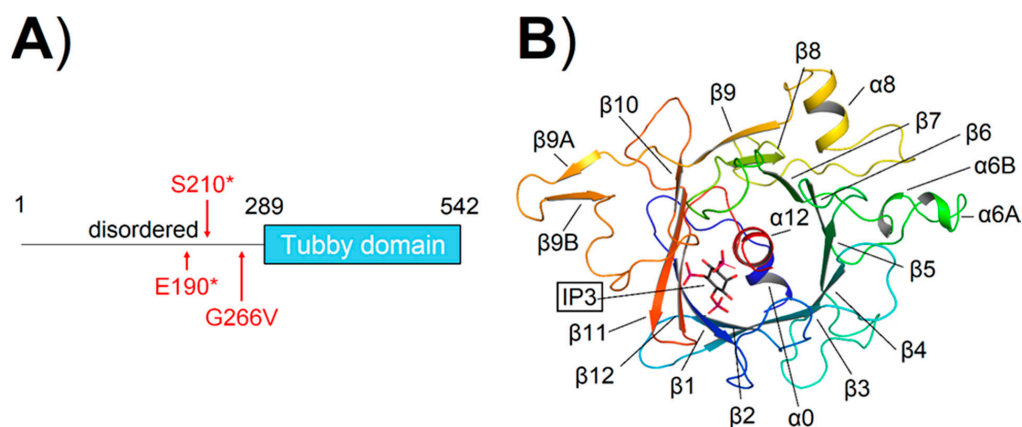 A)
S210*
1
289
542
disordered
Tubby domain
E190*
G266V
B)
β8
α8
β9
β10
β7
β6
β9A
α6B
α6A
α12
β9B
β5
IP3
β11
β4
β12
β1
β3
β2
α0